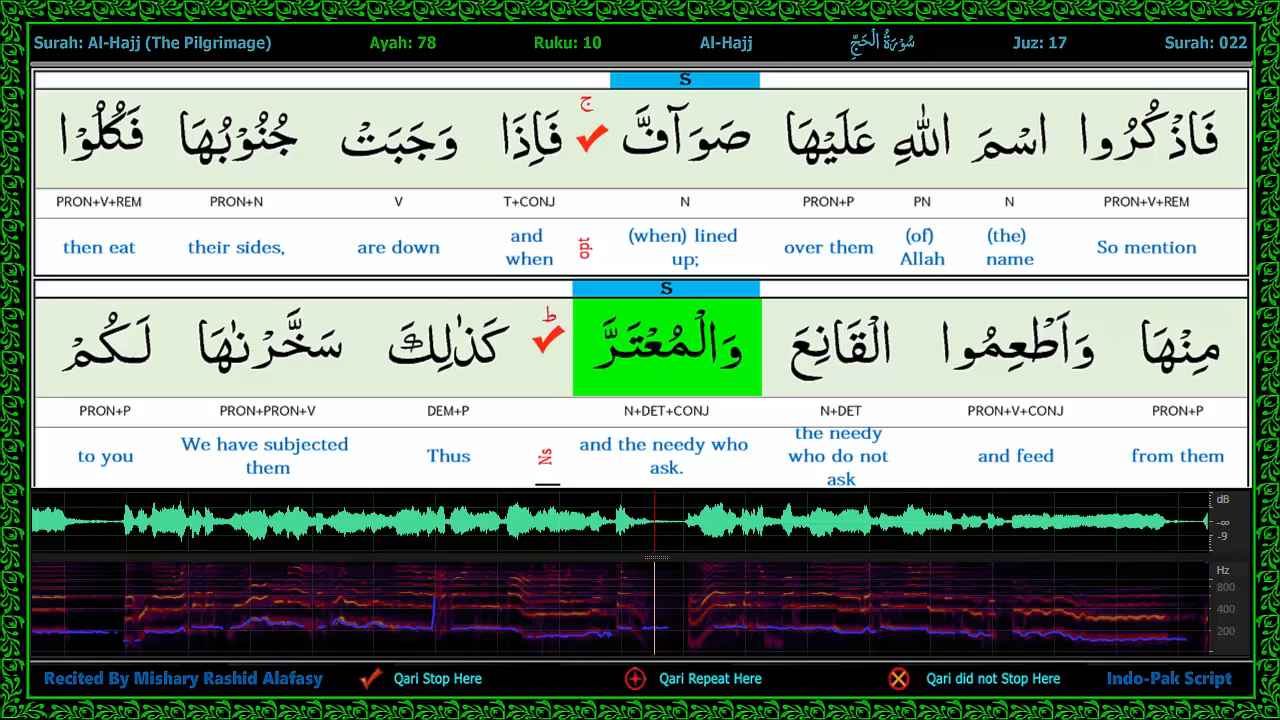 Surah: Al-Hajj (The Pilgrimage) Ayah: 78 Ruku: 10 Al-Hajj سُوْرَةُ الْحَجِّ Juz: 17 Surah: 022
S
ج
فَاذْكُرُوا اسْمَ اللّٰهِ عَلَيْهَا صَوَآفَّ فَاِذَا وَجَبَتْ جُنُوْبُهَا فَكُلُوْا
PRON+V+REM PRON+N V T+CONJ N PRON+P PN N PRON+V+REM
then eat their sides, are down and when opt (when) lined up; over them (of) Allah (the) name So mention
S
ط
مِنْهَا وَاَطْعِمُوا الْقَانِعَ وَالْمُعْتَرَّ كَذٰلِكَ سَخَّرْنٰهَا لَكُمْ
PRON+P PRON+PRON+V DEM+P N+DET+CONJ N+DET PRON+V+CONJ PRON+P
to you We have subjected them Thus Ns and the needy who ask. the needy who do not ask and feed from them
dB
-∞
-9
Hz
800
400
200
Recited By Mishary Rashid Alafasy Qari Stop Here Qari Repeat Here Qari did not Stop Here Indo-Pak Script